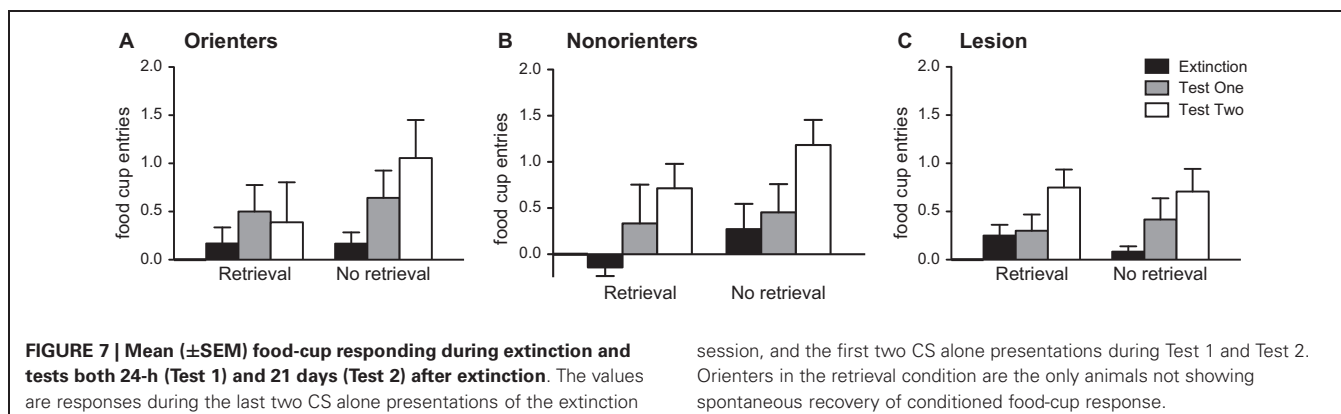 A Orienters
2.0
1.5
1.0
0.5
0.0
food cup entries
Retrieval No retrieval
B Nonorienters
2.0
1.5
1.0
0.5
0.0
food cup entries
Retrieval No retrieval
C Lesion
2.0
1.5
1.0
0.5
0.0
food cup entries
Retrieval No retrieval
Extinction
Test One
Test Two
FIGURE 7 | Mean (±SEM) food-cup responding during extinction and
tests both 24-h (Test 1) and 21 days (Test 2) after extinction. The values
are responses during the last two CS alone presentations of the extinction
session, and the first two CS alone presentations during Test 1 and Test 2.
Orienters in the retrieval condition are the only animals not showing
spontaneous recovery of conditioned food-cup response.